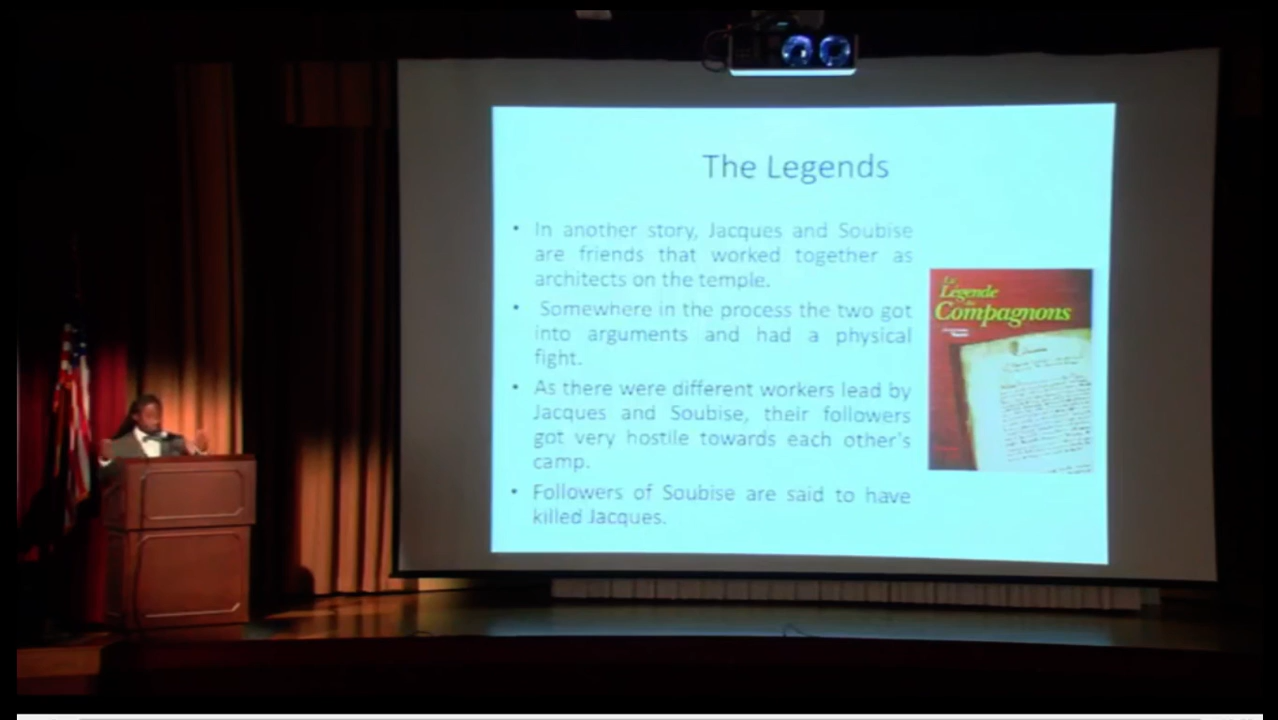 The Legends
• In another story, Jacques and Soubise
are friends that worked together as
architects on the temple.
• Somewhere in the process the two got
into arguments and had a physical
fight.
• As there were different workers lead by
Jacques and Soubise, their followers
got very hostile towards each other's
camp.
• Followers of Soubise are said to have
killed Jacques.
La
Légende
des
Compagnons